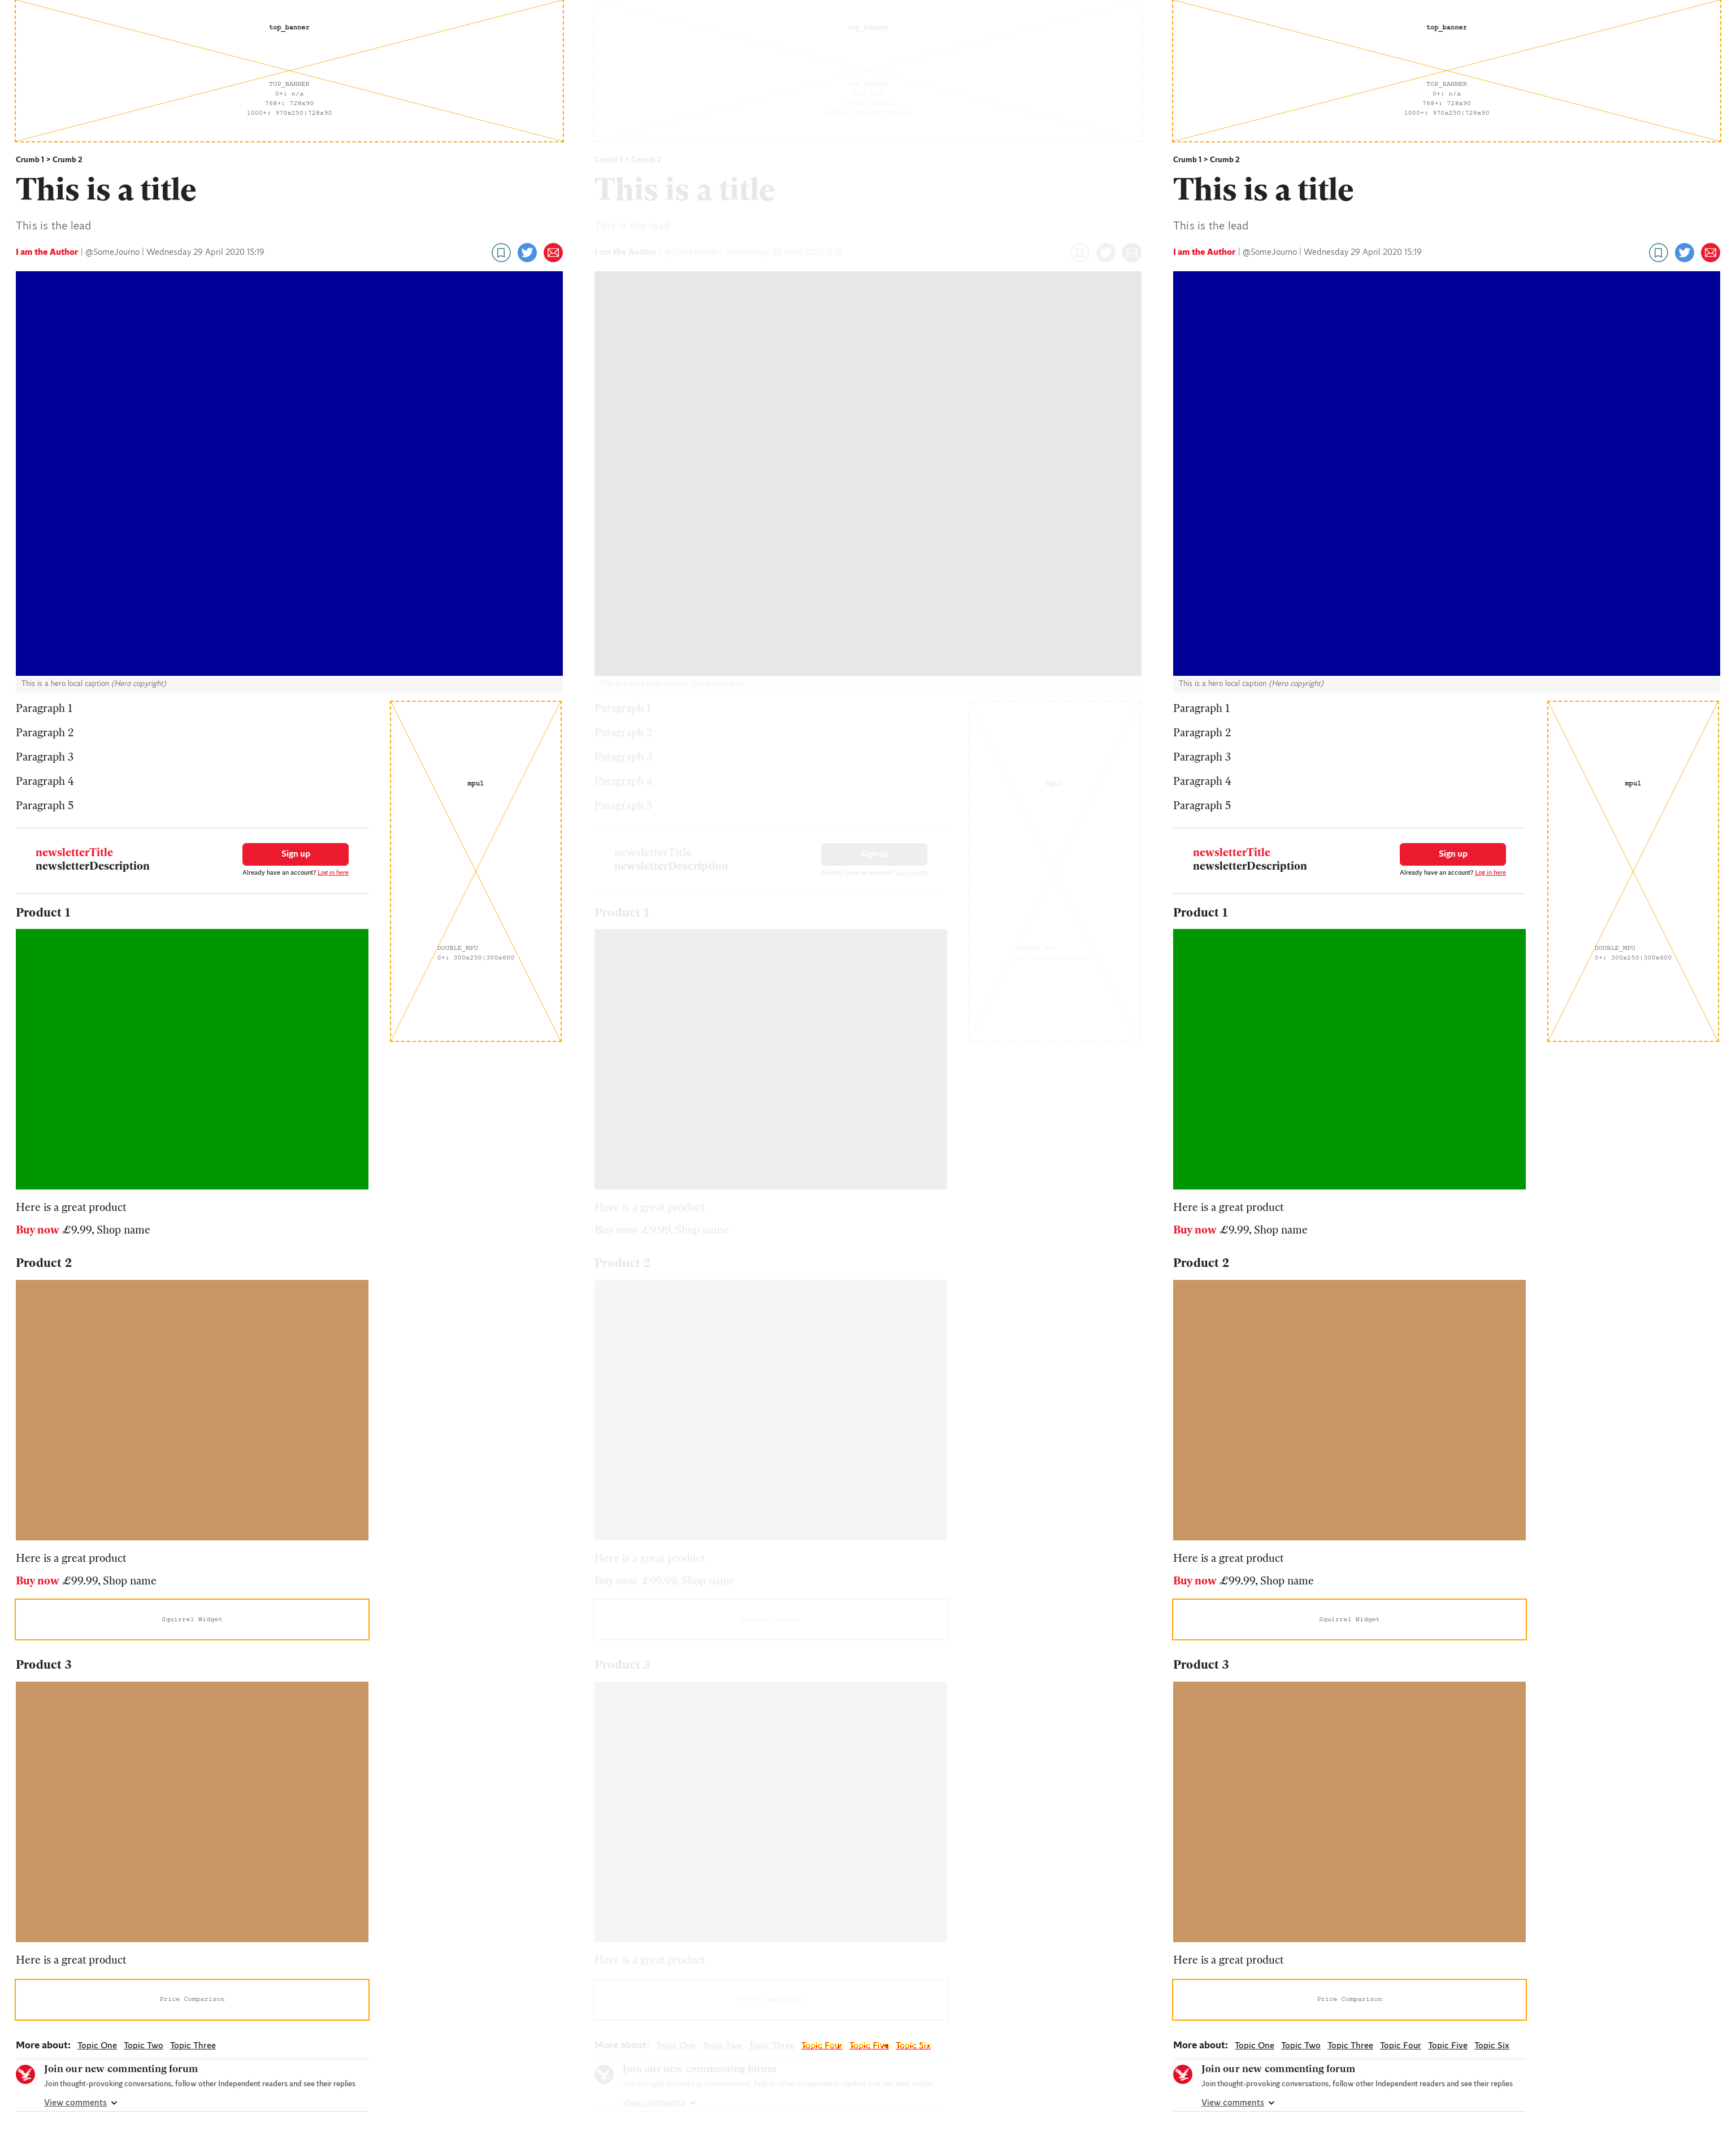 top_banner
TOP_BANNER
0+: n/a
768+: 728x90
1000+: 970x250|728x90
Crumb 1 > Crumb 2
This is a title
This is the lead
I am the Author | @SomeJourno | Wednesday 29 April 2020 15:19
This is a hero local caption (Hero copyright)
Paragraph 1
Paragraph 2
Paragraph 3
Paragraph 4
Paragraph 5
mpu1
newsletterTitle
newsletterDescription
Sign up
Already have an account? Log in here
Product 1
DOUBLE_MPU
0+: 300x250|300x600
Here is a great product
Buy now £9.99, Shop name
Product 2
Here is a great product
Buy now £99.99, Shop name
Squirrel Widget
Product 3
Here is a great product
Price Comparison
More about: Topic One Topic Two Topic Three
Join our new commenting forum
Join thought-provoking conversations, follow other Independent readers and see their replies
View comments
top_banner
TOP_BANNER
0+: n/a
768+: 728x90
1000+: 970x250|728x90
Crumb 1 > Crumb 2
This is a title
This is the lead
I am the Author | @SomeJourno | Wednesday 29 April 2020 15:19
This is a hero local caption (Hero copyright)
Paragraph 1
Paragraph 2
Paragraph 3
Paragraph 4
Paragraph 5
mpu1
newsletterTitle
newsletterDescription
Sign up
Already have an account? Log in here
Product 1
DOUBLE_MPU
0+: 300x250|300x600
Here is a great product
Buy now £9.99, Shop name
Product 2
Here is a great product
Buy now £99.99, Shop name
Squirrel Widget
Product 3
Here is a great product
Price Comparison
More about: Topic One Topic Two Topic Three Topic Four Topic Five Topic Six
Join our new commenting forum
Join thought-provoking conversations, follow other Independent readers and see their replies
View comments
top_banner
TOP_BANNER
0+: n/a
768+: 728x90
1000+: 970x250|728x90
Crumb 1 > Crumb 2
This is a title
This is the lead
I am the Author | @SomeJourno | Wednesday 29 April 2020 15:19
This is a hero local caption (Hero copyright)
Paragraph 1
Paragraph 2
Paragraph 3
Paragraph 4
Paragraph 5
mpu1
newsletterTitle
newsletterDescription
Sign up
Already have an account? Log in here
Product 1
DOUBLE_MPU
0+: 300x250|300x600
Here is a great product
Buy now £9.99, Shop name
Product 2
Here is a great product
Buy now £99.99, Shop name
Squirrel Widget
Product 3
Here is a great product
Price Comparison
More about: Topic One Topic Two Topic Three Topic Four Topic Five Topic Six
Join our new commenting forum
Join thought-provoking conversations, follow other Independent readers and see their replies
View comments